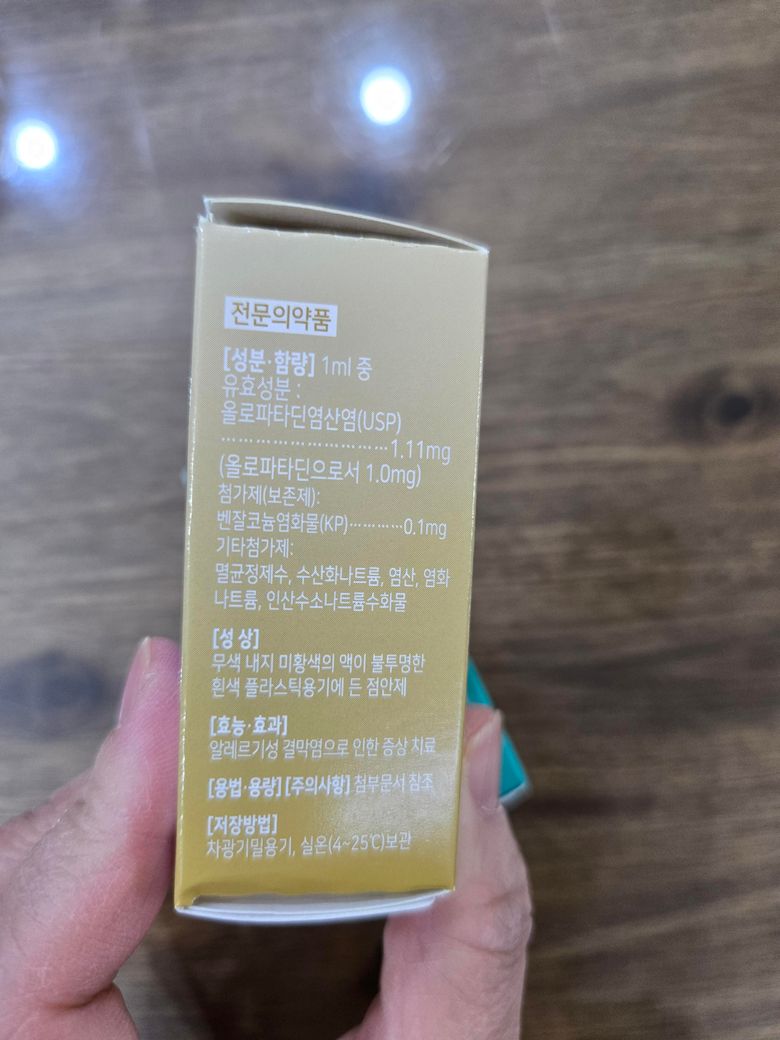 전문의약품
[성분·함량] 1ml 중
유효성분 :
올로파타딘염산염(USP)
…………………………1.11mg
(올로파타딘으로서 1.0mg)
첨가제(보존제):
벤잘코늄염화물(KP)…………0.1mg
기타첨가제:
멸균정제수, 수산화나트륨, 염산, 염화
나트륨, 인산수소나트륨수화물
[성 상]
무색 내지 미황색의 액이 불투명한
흰색 플라스틱용기에 든 점안제
[효능·효과]
알레르기성 결막염으로 인한 증상 치료
[용법·용량] [주의사항] 첨부문서 참조
[저장방법]
차광기밀용기, 실온(4~25℃)보관